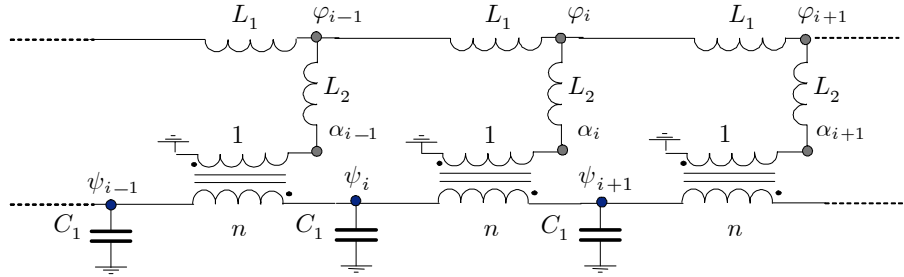 L₁ φᵢ₋₁ L₁ φᵢ L₁ φᵢ₊₁
L₂ L₂ L₂
1 αᵢ₋₁ 1 αᵢ 1 αᵢ₊₁
ψᵢ₋₁ ψᵢ ψᵢ₊₁
C₁ n C₁ n C₁ n